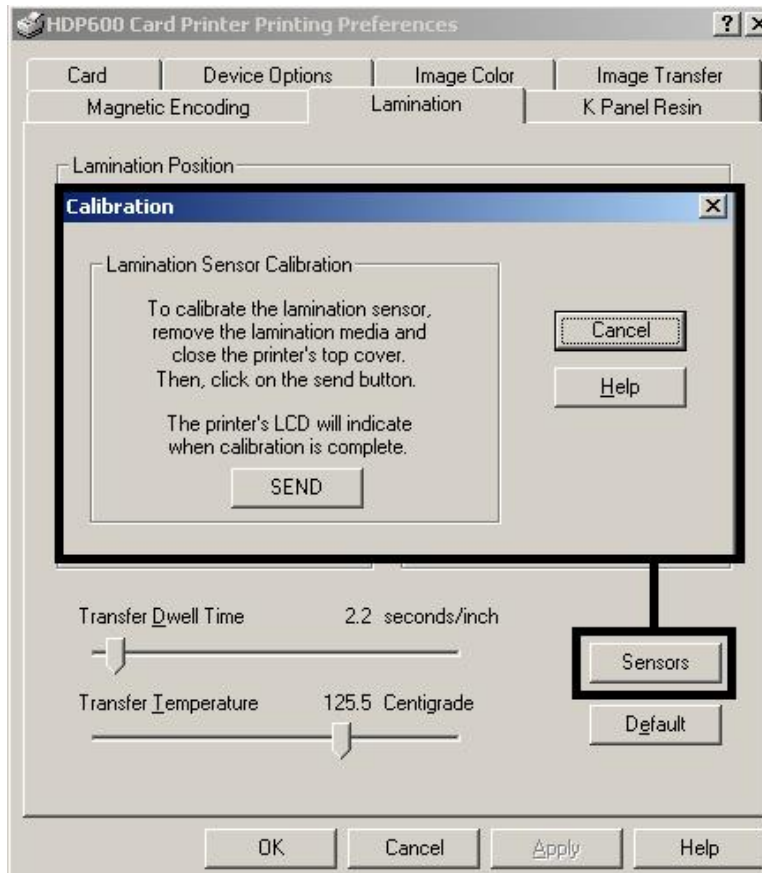 HDP600 Card Printer Printing Preferences
Card Device Options Image Color Image Transfer
Magnetic Encoding Lamination K Panel Resin
Lamination Position
Calibration
Lamination Sensor Calibration
To calibrate the lamination sensor,
remove the lamination media and
close the printer's top cover.
Then, click on the send button.
The printer's LCD will indicate
when calibration is complete.
SEND
Cancel
Help
Transfer Dwell Time 2.2 seconds/inch
Transfer Temperature 125.5 Centigrade
Sensors
Default
OK Cancel Apply Help